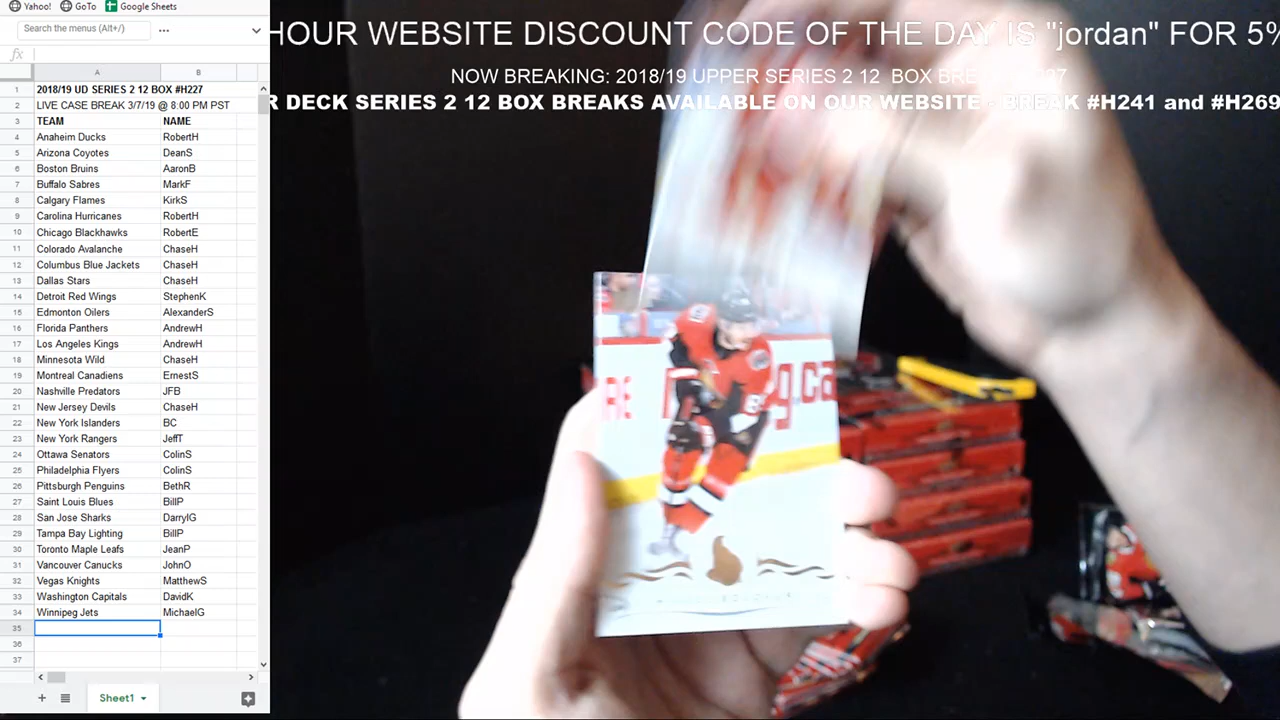 Yahoo! GoTo Google Sheets
Search the menus (Alt+/)
fx
A B
1 2018/19 UD SERIES 2 12 BOX #H227
2 LIVE CASE BREAK 3/7/19 @ 8:00 PM PST
3 TEAM NAME
4 Anaheim Ducks RobertH
5 Arizona Coyotes DeanS
6 Boston Bruins AaronB
7 Buffalo Sabres MarkF
8 Calgary Flames KirkS
9 Carolina Hurricanes RobertH
10 Chicago Blackhawks RobertE
11 Colorado Avalanche ChaseH
12 Columbus Blue Jackets ChaseH
13 Dallas Stars ChaseH
14 Detroit Red Wings StephenK
15 Edmonton Oilers AlexanderS
16 Florida Panthers AndrewH
17 Los Angeles Kings AndrewH
18 Minnesota Wild ChaseH
19 Montreal Canadiens ErnestS
20 Nashville Predators JFB
21 New Jersey Devils ChaseH
22 New York Islanders BC
23 New York Rangers JeffT
24 Ottawa Senators ColinS
25 Philadelphia Flyers ColinS
26 Pittsburgh Penguins BethR
27 Saint Louis Blues BillP
28 San Jose Sharks DarrylG
29 Tampa Bay Lighting BillP
30 Toronto Maple Leafs JeanP
31 Vancouver Canucks JohnO
32 Vegas Knights MatthewS
33 Washington Capitals DavidK
34 Winnipeg Jets MichaelG
35
36
37
Sheet1
HOUR WEBSITE DISCOUNT CODE OF THE DAY IS "jordan" FOR 5%
NOW BREAKING: 2018/19 UPPER SERIES 2 12 BOX
R DECK SERIES 2 12 BOX BREAKS AVAILABLE ON OUR WEBSITE - BREAK #H241 and #H269
g.ca